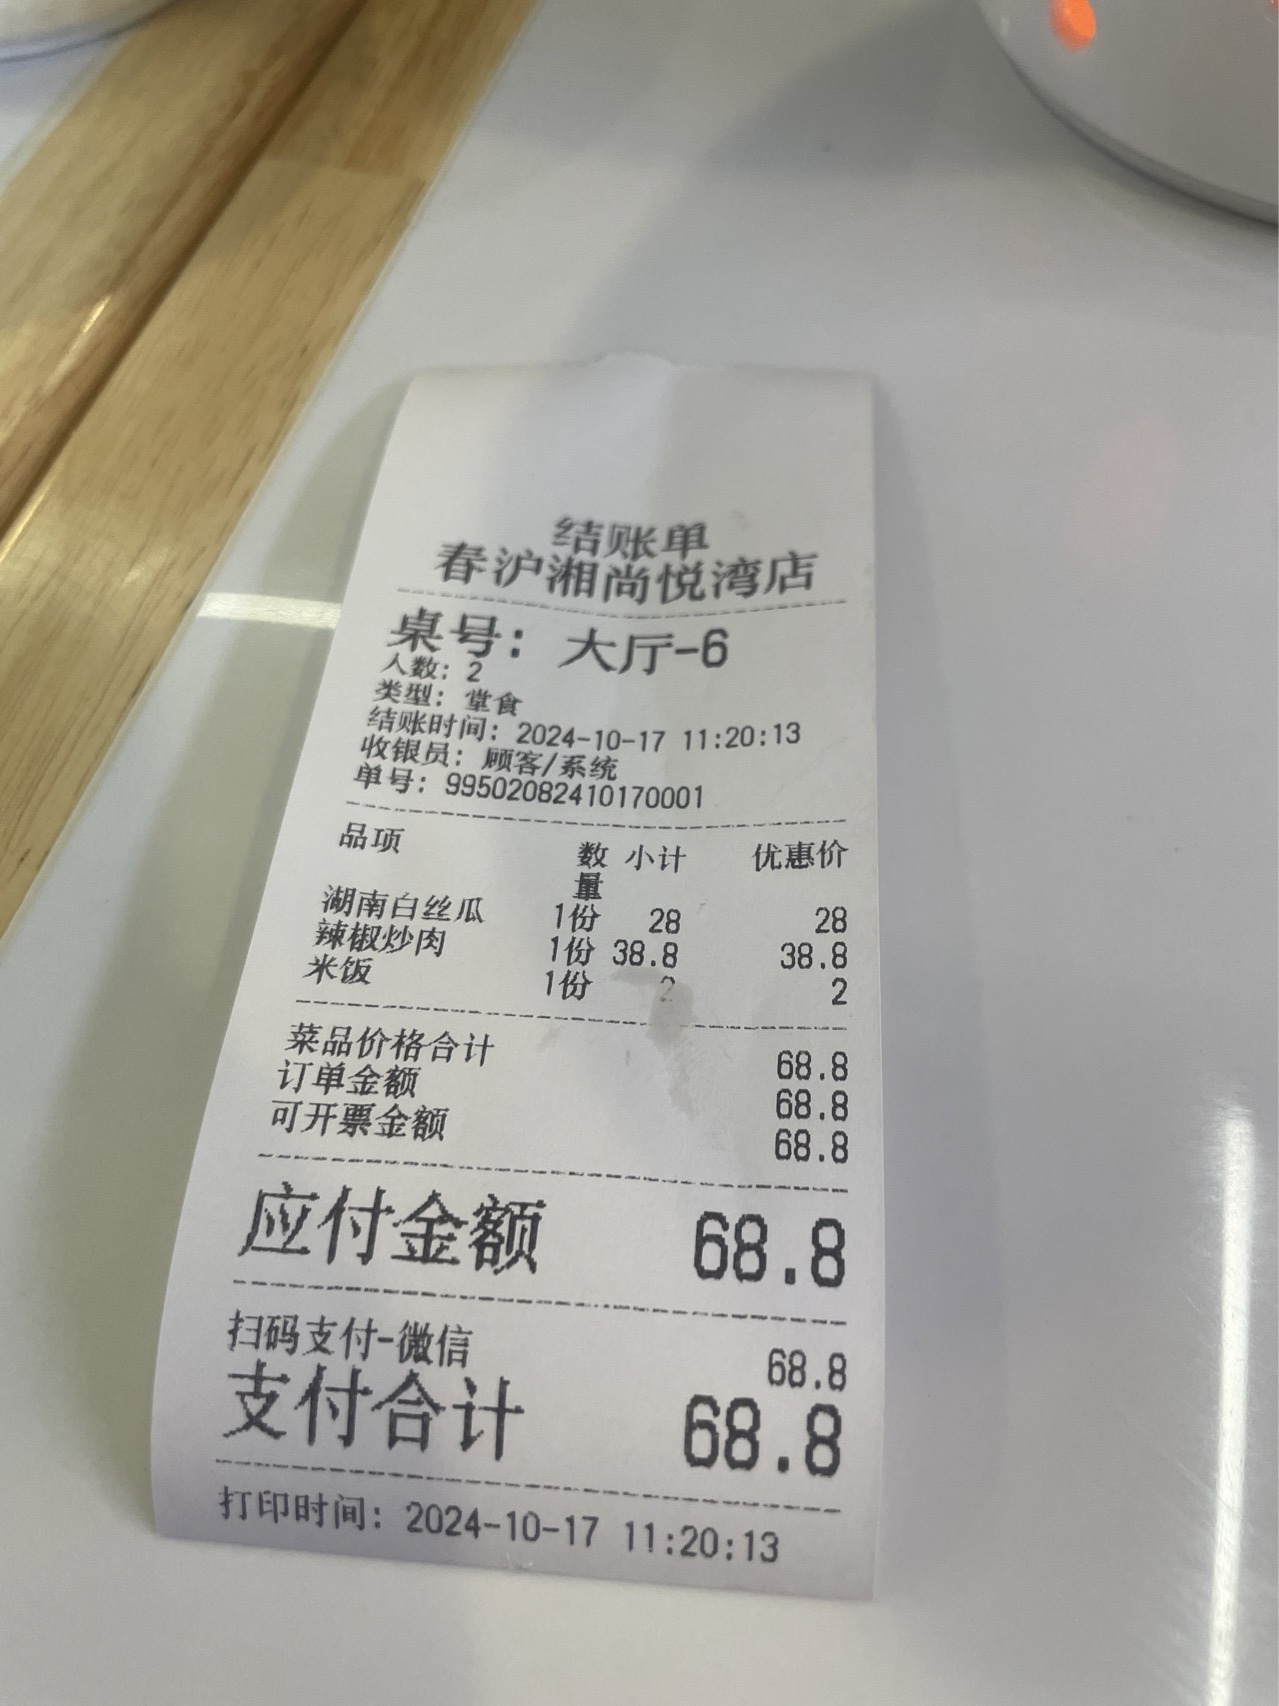 结账单
春沪湘尚悦湾店
桌号：大厅-6
人数：2
类型：堂食
结账时间：2024-10-17 11:20:13
收银员：顾客/系统
单号：99502082410170001
品项 数量 小计 优惠价
湖南白丝瓜 1份 28 28
辣椒炒肉 1份 38.8 38.8
米饭 1份 2 2
菜品价格合计 68.8
订单金额 68.8
可开票金额 68.8
应付金额 68.8
扫码支付-微信 68.8
支付合计 68.8
打印时间：2024-10-17 11:20:13